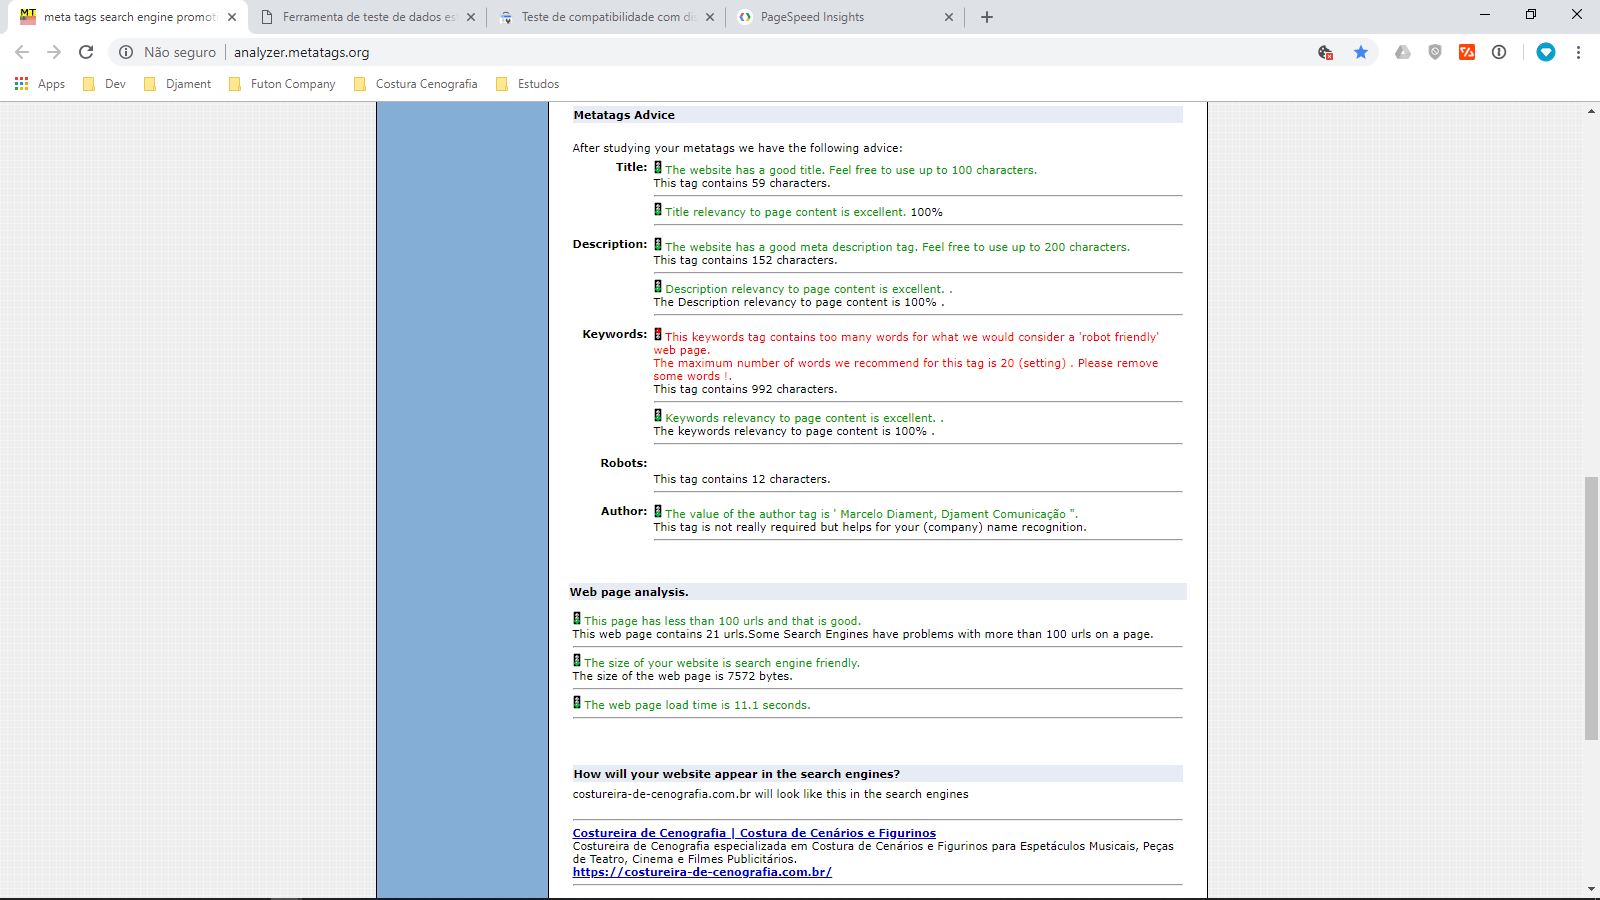 meta tags search engine promot
Ferramenta de teste de dados es
Teste de compatibilidade com dis
PageSpeed Insights
Não seguro
analyzer.metatags.org
Apps
Dev
Djament
Futon Company
Costura Cenografia
Estudos
Metatags Advice
After studying your metatags we have the following advice:
Title: The website has a good title. Feel free to use up to 100 characters.
This tag contains 59 characters.
Title relevancy to page content is excellent. 100%
Description: The website has a good meta description tag. Feel free to use up to 200 characters.
This tag contains 152 characters.
Description relevancy to page content is excellent. .
The Description relevancy to page content is 100% .
Keywords: This keywords tag contains too many words for what we would consider a 'robot friendly'
web page.
The maximum number of words we recommend for this tag is 20 (setting) . Please remove
some words !.
This tag contains 992 characters.
Keywords relevancy to page content is excellent. .
The keywords relevancy to page content is 100% .
Robots:
This tag contains 12 characters.
Author: The value of the author tag is ' Marcelo Diament, Djament Comunicação ".
This tag is not really required but helps for your (company) name recognition.
Web page analysis.
This page has less than 100 urls and that is good.
This web page contains 21 urls.Some Search Engines have problems with more than 100 urls on a page.
The size of your website is search engine friendly.
The size of the web page is 7572 bytes.
The web page load time is 11.1 seconds.
How will your website appear in the search engines?
costureira-de-cenografia.com.br will look like this in the search engines
Costureira de Cenografia | Costura de Cenários e Figurinos
Costureira de Cenografia especializada em Costura de Cenários e Figurinos para Espetáculos Musicais, Peças
de Teatro, Cinema e Filmes Publicitários.
https://costureira-de-cenografia.com.br/